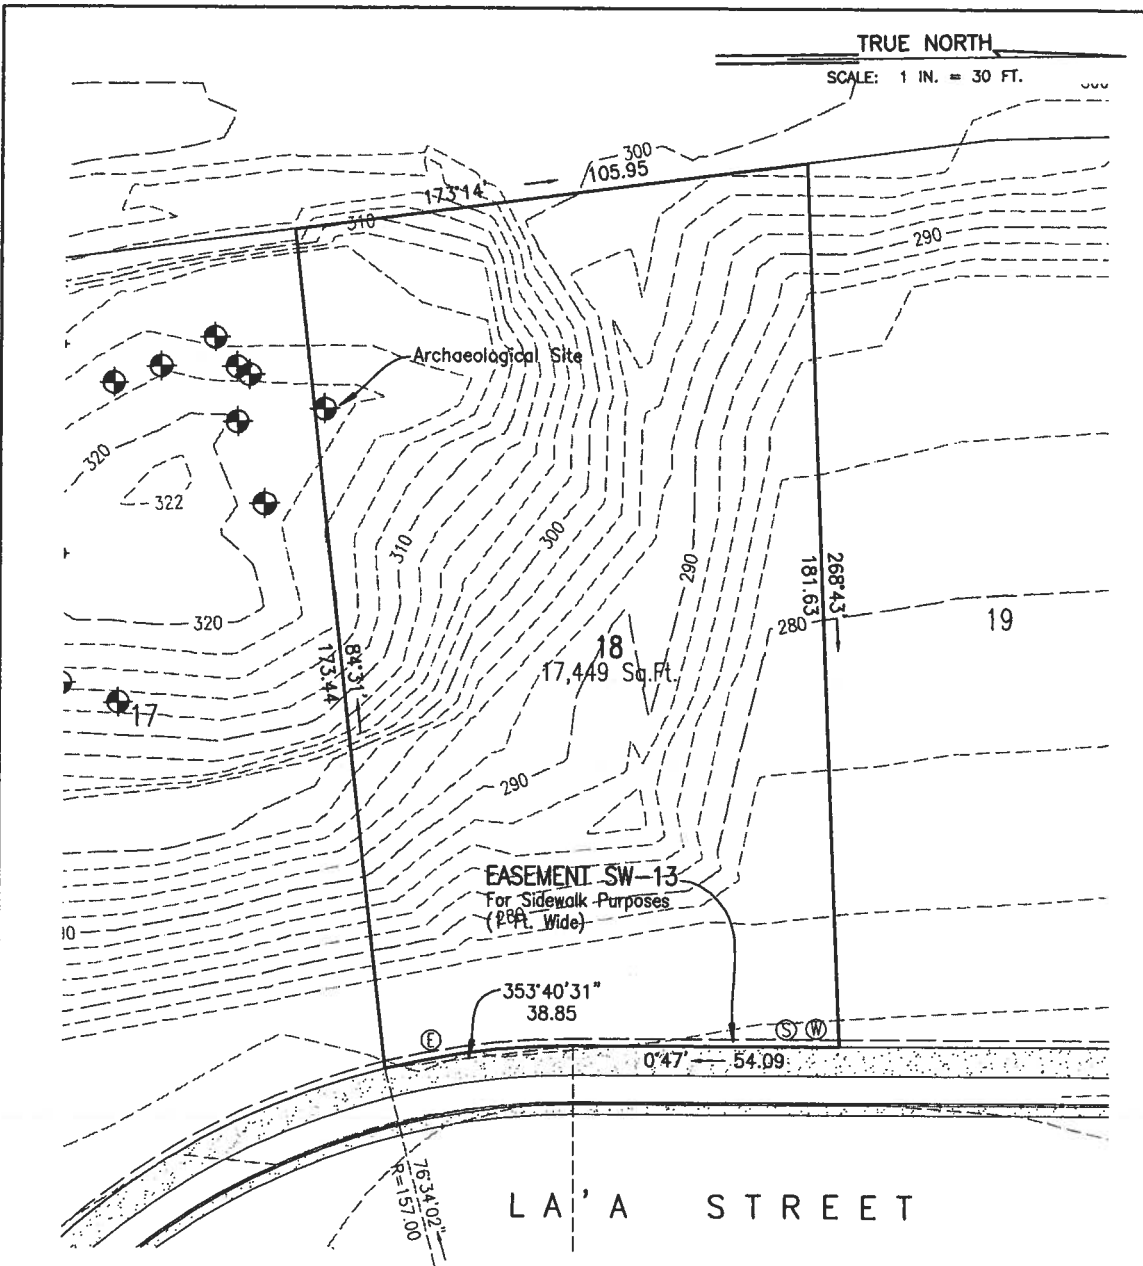 TRUE NORTH
SCALE: 1 IN. = 30 FT.
300
105.95
173°14'
310
290
Archaeological Site
320
322
310
300
290
268°43'
181.63
280
19
320
18
17,449 Sq.Ft.
84°31'
173.44
17
290
EASEMENT SW-13
For Sidewalk Purposes
280
Ft. Wide)
353°40'31"
38.85
E
S
W
0°47'
54.09
76°34'02"
R=157.00
LA'A STREET